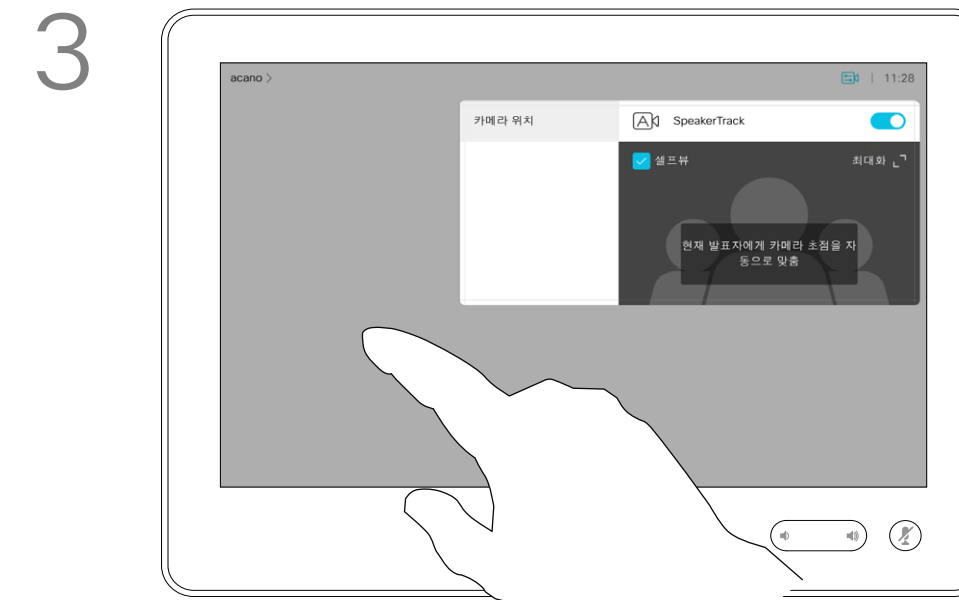 3
acano >
11:28
카메라 위치
SpeakerTrack
셀프뷰
최대화
현재 발표자에게 카메라 초점을 자
동으로 맞춤